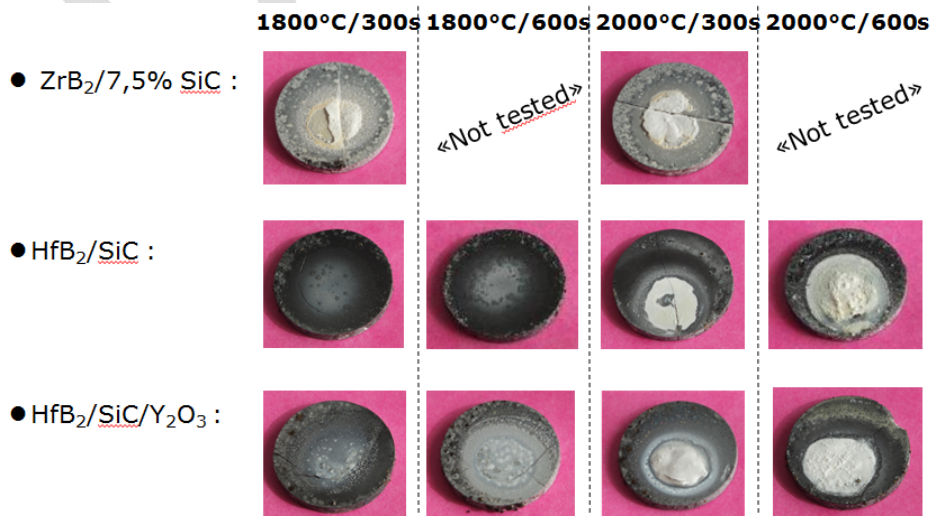 1800°C/300s 1800°C/600s 2000°C/300s 2000°C/600s
● ZrB₂/7,5% SiC : «Not tested» «Not tested»
● HfB₂/SiC :
● HfB₂/SiC/Y₂O₃ :